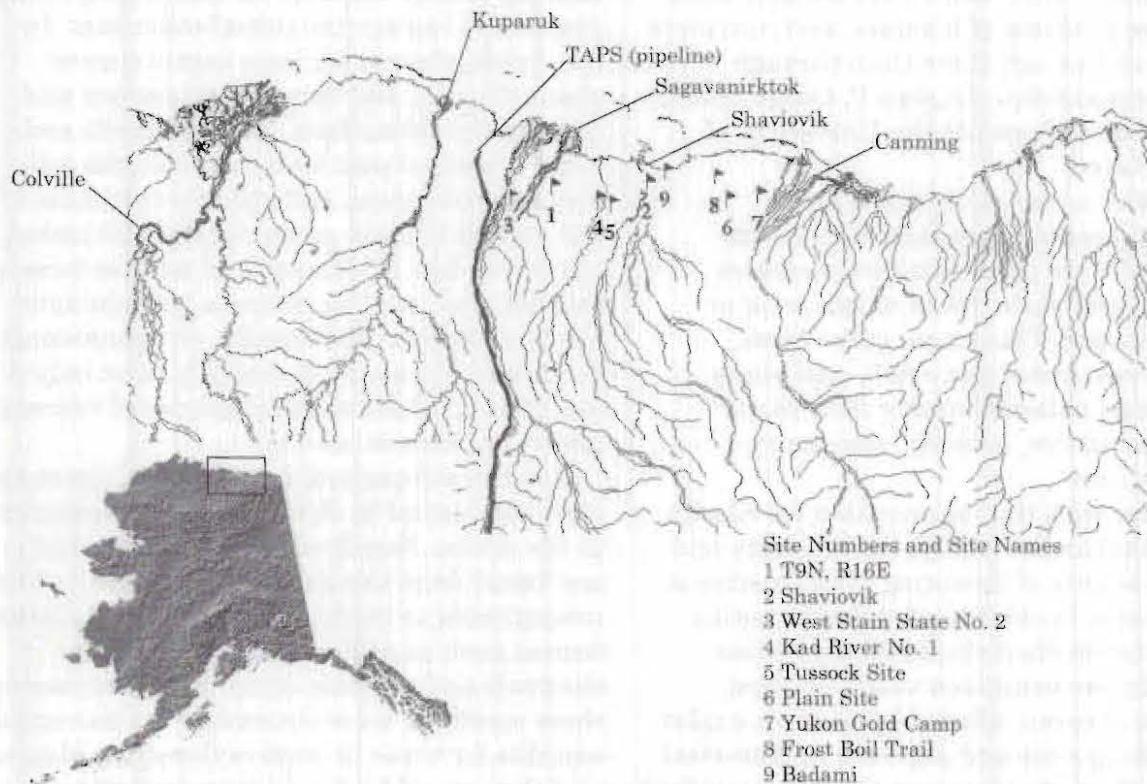 Kuparuk
TAPS (pipeline)
Sagavanirktok
Shaviovik
Canning
Colville
3
1
4
5
2
9
8
6
7
Site Numbers and Site Names
1 T9N, R16E
2 Shaviovik
3 West Stain State No. 2
4 Kad River No. 1
5 Tussock Site
6 Plain Site
7 Yukon Gold Camp
8 Frost Boil Trail
9 Badami